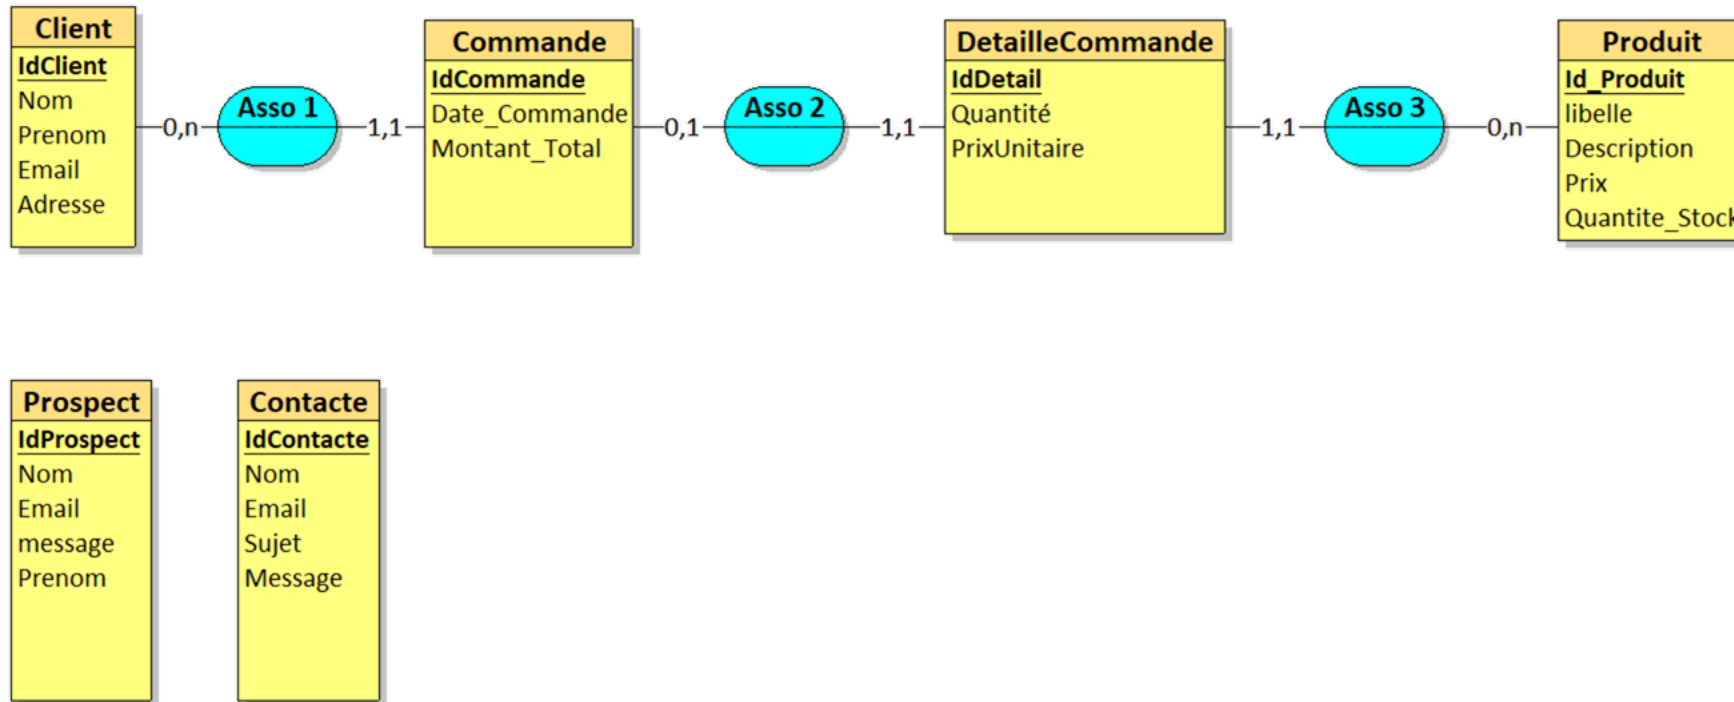 Client
IdClient
Nom
Prenom
Email
Adresse
0,n
Asso 1
1,1
Commande
IdCommande
Date_Commande
Montant_Total
0,1
Asso 2
1,1
DetailleCommande
IdDetail
Quantité
PrixUnitaire
1,1
Asso 3
0,n
Produit
Id_Produit
libelle
Description
Prix
Quantite_Stock
Prospect
IdProspect
Nom
Email
message
Prenom
Contacte
IdContacte
Nom
Email
Sujet
Message